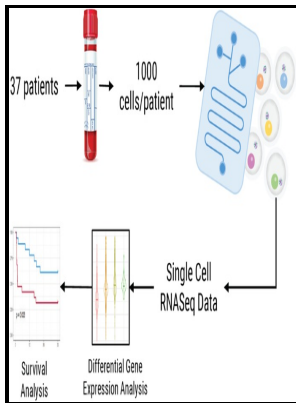 37 patients
1000
cells/patient
Single Cell
RNASeq Data
Differential Gene
Expression Analysis
Survival
Analysis